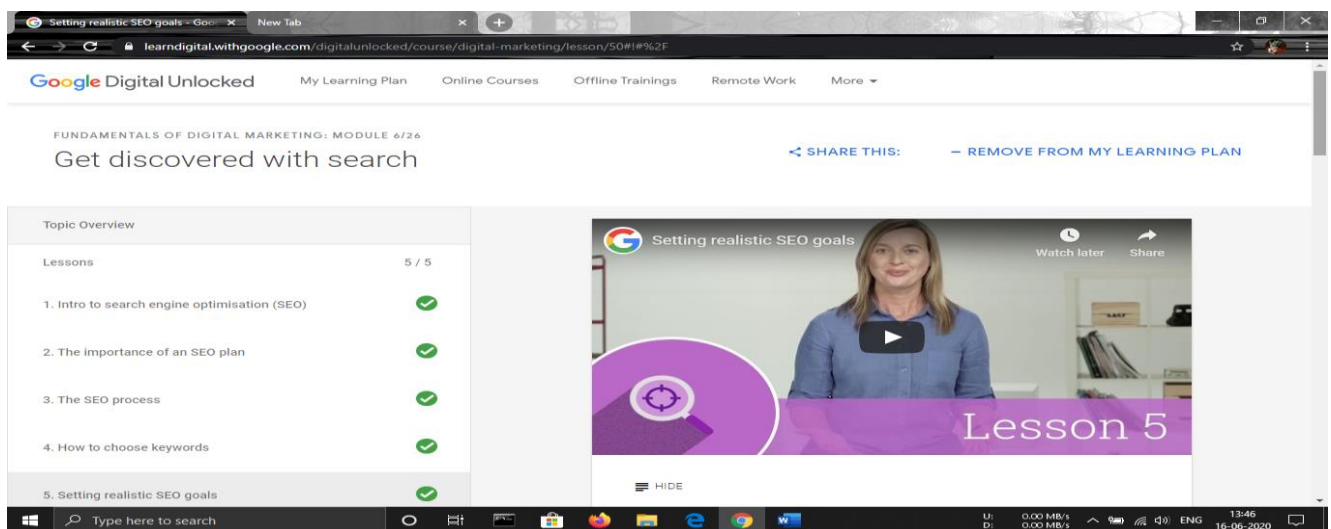 Setting realistic SEO goals - Goo
New Tab
learndigital.withgoogle.com/digitalunlocked/course/digital-marketing/lesson/50#!#%2F
Google Digital Unlocked
My Learning Plan
Online Courses
Offline Trainings
Remote Work
More
FUNDAMENTALS OF DIGITAL MARKETING: MODULE 6/26
Get discovered with search
SHARE THIS:
REMOVE FROM MY LEARNING PLAN
Topic Overview
Lessons 5 / 5
1. Intro to search engine optimisation (SEO)
2. The importance of an SEO plan
3. The SEO process
4. How to choose keywords
5. Setting realistic SEO goals
Setting realistic SEO goals
Watch later
Share
Lesson 5
HIDE
Type here to search
U: 0.00 MB/s
D: 0.00 MB/s
ENG
13:46
16-06-2020